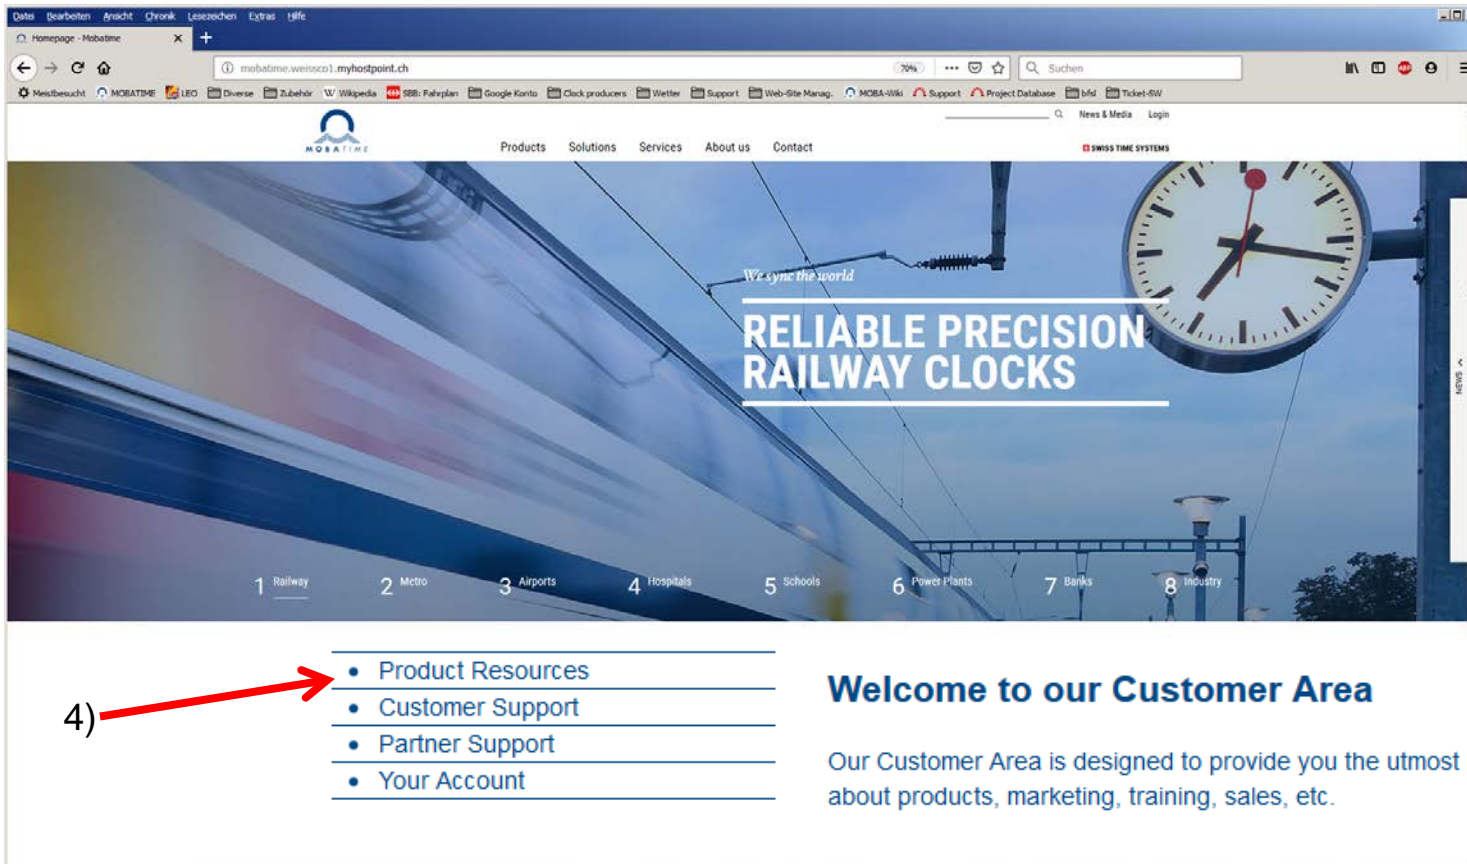 Datei Bearbeiten Ansicht Chronik Lesezeichen Extras Hilfe
Homepage - Mobatime
mobatime.weissco1.myhostpoint.ch 70% Suchen
Meistbesucht MOBATIME LEO Diverse Zubehör Wikipedia SBB: Fahrplan Google Konto Clock producers Wetter Support Web-Site Manag. MOBA-Wiki Support Project Database bfsl Ticket-SW
News & Media Login
MOBATIME
Products Solutions Services About us Contact
SWISS TIME SYSTEMS
We sync the world
RELIABLE PRECISION
RAILWAY CLOCKS
NEWS
1 Railway 2 Metro 3 Airports 4 Hospitals 5 Schools 6 Power Plants 7 Banks 8 Industry
4)
• Product Resources
• Customer Support
• Partner Support
• Your Account
Welcome to our Customer Area
Our Customer Area is designed to provide you the utmost
about products, marketing, training, sales, etc.